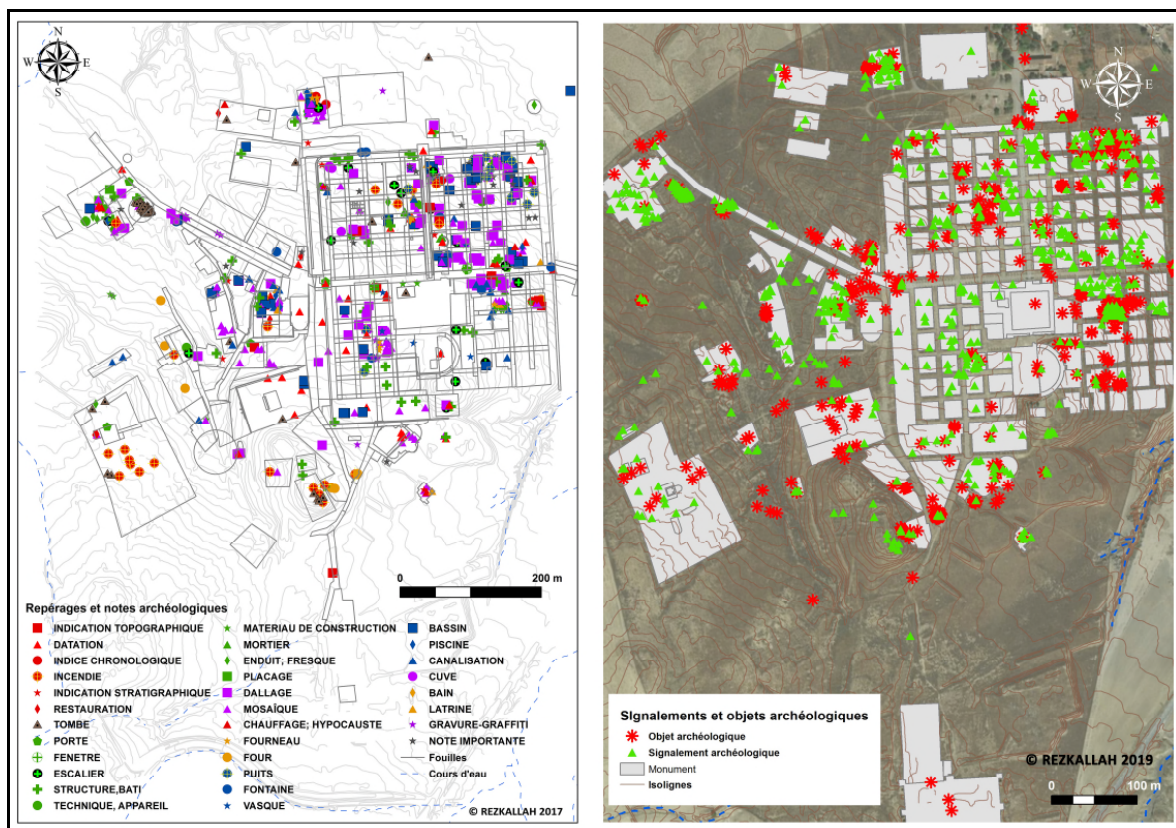 N
W E
S
0 200 m
Repérages et notes archéologiques
INDICATION TOPOGRAPHIQUE
DATATION
INDICE CHRONOLOGIQUE
INCENDIE
INDICATION STRATIGRAPHIQUE
RESTAURATION
TOMBE
PORTE
FENETRE
ESCALIER
STRUCTURE,BATI
TECHNIQUE, APPAREIL
MATERIAU DE CONSTRUCTION
MORTIER
ENDUIT; FRESQUE
PLACAGE
DALLAGE
MOSAÏQUE
CHAUFFAGE; HYPOCAUSTE
FOURNEAU
FOUR
PUITS
FONTAINE
VASQUE
BASSIN
PISCINE
CANALISATION
CUVE
BAIN
LATRINE
GRAVURE-GRAFFITI
NOTE IMPORTANTE
Fouilles
Cours d'eau
© REZKALLAH 2017
N
W E
S
SIgnalements et objets archéologiques
Objet archéologique
Signalement archéologique
Monument
Isolignes
© REZKALLAH 2019
0 100 m